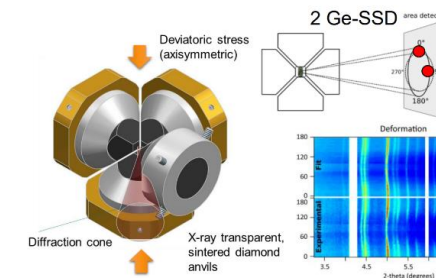 Deviatoric stress
(axisymmetric)
Diffraction cone
X-ray transparent,
sintered diamond
anvils
2 Ge-SSD
area detec
0°
270°
180°
Deformation
180
120
60
0
180
120
60
0
Fit
Experimental
3.5
4.5
5.5
2-theta [degrees]